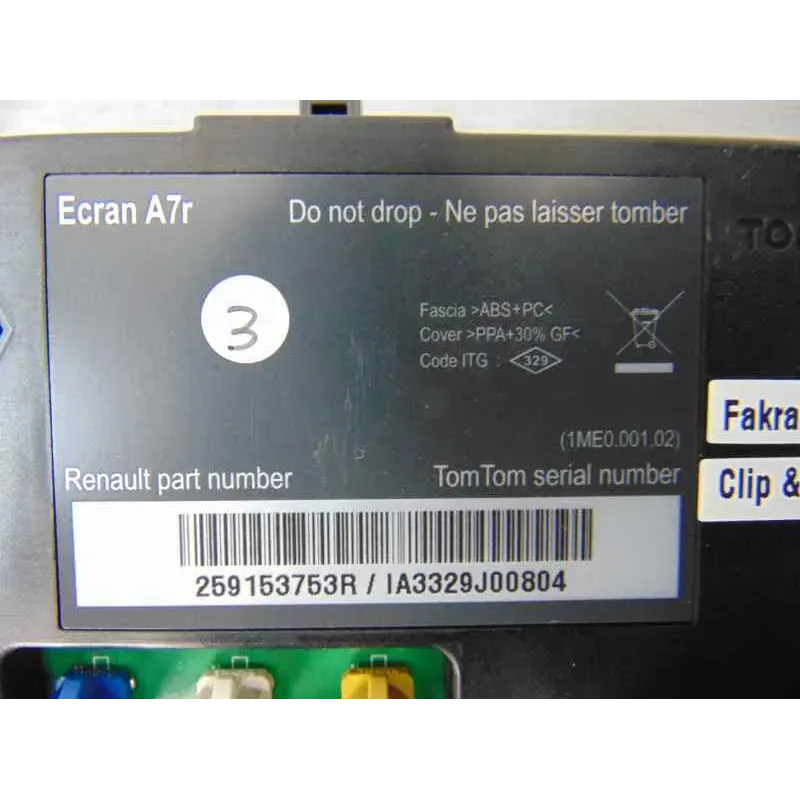 Ecran A7r
Do not drop - Ne pas laisser tomber
TO
3
Fascia >ABS+PC<
Cover >PPA+30% GF<
Code ITG : 329
Fakra
(1ME0.001.02)
Clip &
Renault part number
TomTom serial number
259153753R / IA3329J00804